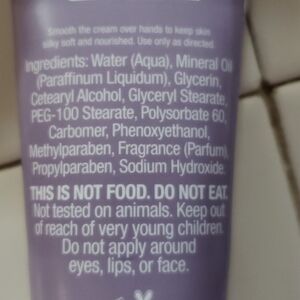 Smooth the cream over hands to keep skin
silky soft and nourished. Use only as directed.
Ingredients: Water (Aqua), Mineral Oil
(Paraffinum Liquidum), Glycerin,
Cetearyl Alcohol, Glyceryl Stearate,
PEG-100 Stearate, Polysorbate 60,
Carbomer, Phenoxyethanol,
Methylparaben, Fragrance (Parfum),
Propylparaben, Sodium Hydroxide.
THIS IS NOT FOOD. DO NOT EAT.
Not tested on animals. Keep out
of reach of very young children.
Do not apply around
eyes, lips, or face.